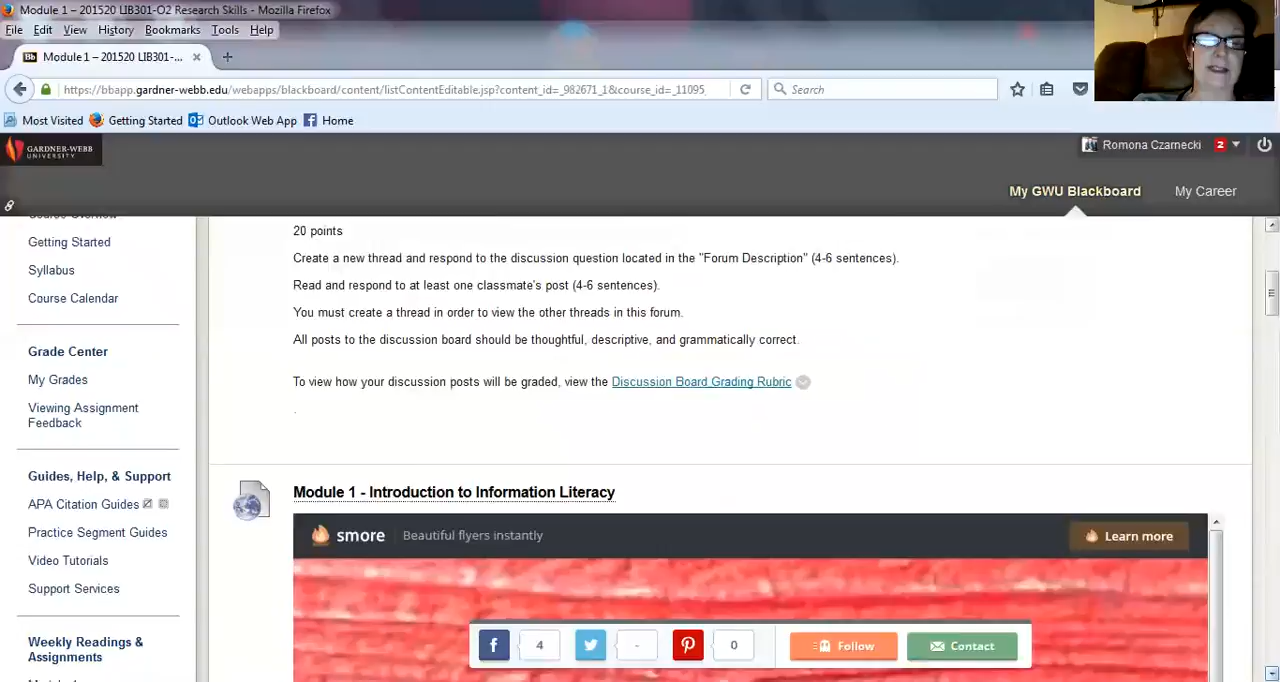 Module 1 – 201520 LIB301-O2 Research Skills - Mozilla Firefox
File Edit View History Bookmarks Tools Help
Bb Module 1 – 201520 LIB301-... ×
https://bbapp.gardner-webb.edu/webapps/blackboard/content/listContentEditable.jsp?content_id=_982671_1&course_id=_11095 Search
Most Visited Getting Started Outlook Web App Home
GARDNER-WEBB
UNIVERSITY
Romona Czarnecki 2
My GWU Blackboard My Career
Course Overview
Getting Started
Syllabus
Course Calendar
Grade Center
My Grades
Viewing Assignment
Feedback
Guides, Help, & Support
APA Citation Guides
Practice Segment Guides
Video Tutorials
Support Services
Weekly Readings &
Assignments
20 points
Create a new thread and respond to the discussion question located in the "Forum Description" (4-6 sentences).
Read and respond to at least one classmate's post (4-6 sentences).
You must create a thread in order to view the other threads in this forum.
All posts to the discussion board should be thoughtful, descriptive, and grammatically correct.
To view how your discussion posts will be graded, view the Discussion Board Grading Rubric
.
Module 1 - Introduction to Information Literacy
smore Beautiful flyers instantly Learn more
f 4 - 0 Follow Contact